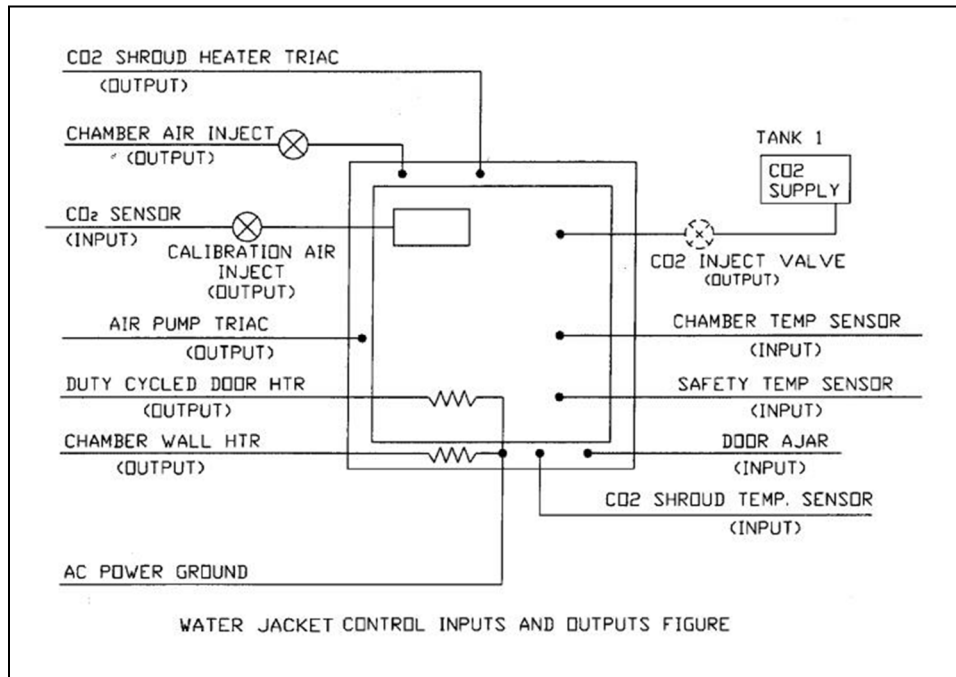 CO2 SHROUD HEATER TRIAC
(OUTPUT)
CHAMBER AIR INJECT
(OUTPUT)
TANK 1
CO2
SUPPLY
CO₂ SENSOR
(INPUT)
CALIBRATION AIR
INJECT
(OUTPUT)
CO2 INJECT VALVE
(OUTPUT)
AIR PUMP TRIAC
(OUTPUT)
CHAMBER TEMP SENSOR
(INPUT)
DUTY CYCLED DOOR HTR
(OUTPUT)
SAFETY TEMP SENSOR
(INPUT)
CHAMBER WALL HTR
(OUTPUT)
DOOR AJAR
(INPUT)
CO2 SHROUD TEMP. SENSOR
(INPUT)
AC POWER GROUND
WATER JACKET CONTROL INPUTS AND OUTPUTS FIGURE